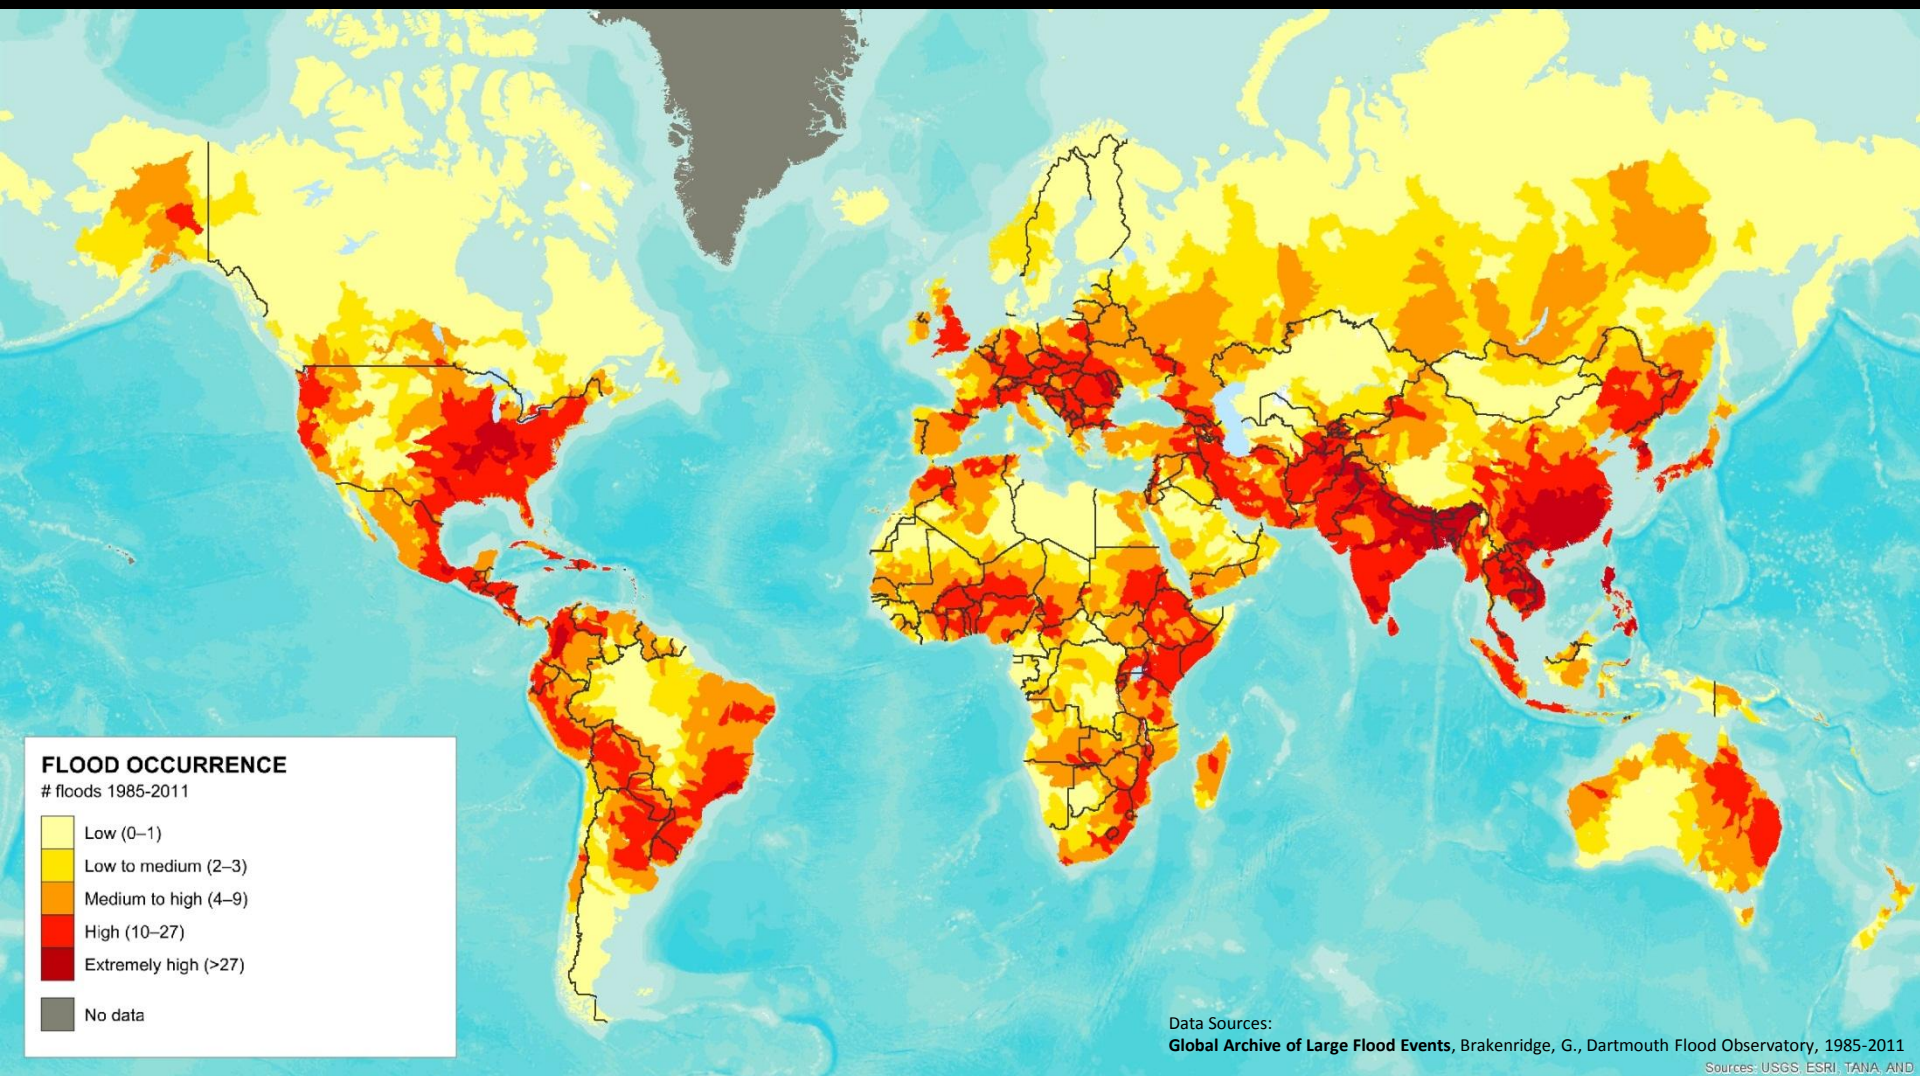 FLOOD OCCURRENCE
# floods 1985-2011
Low (0–1)
Low to medium (2–3)
Medium to high (4–9)
High (10–27)
Extremely high (>27)
No data
Data Sources:
Global Archive of Large Flood Events, Brakenridge, G., Dartmouth Flood Observatory, 1985-2011
Sources: USGS, ESRI, TANA, AND